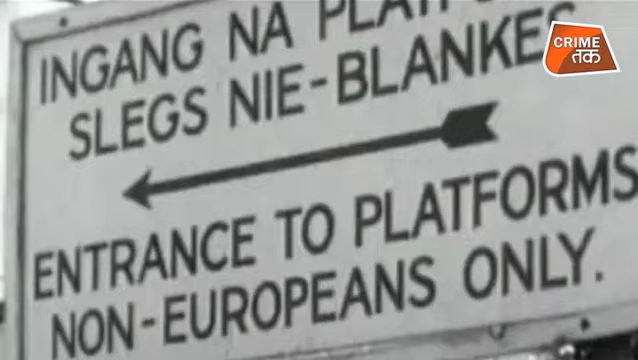 INGANG NA
SLEGS NIE-BLANKES
ENTRANCE TO PLATFORMS
NON-EUROPEANS ONLY.
CRIME
तक